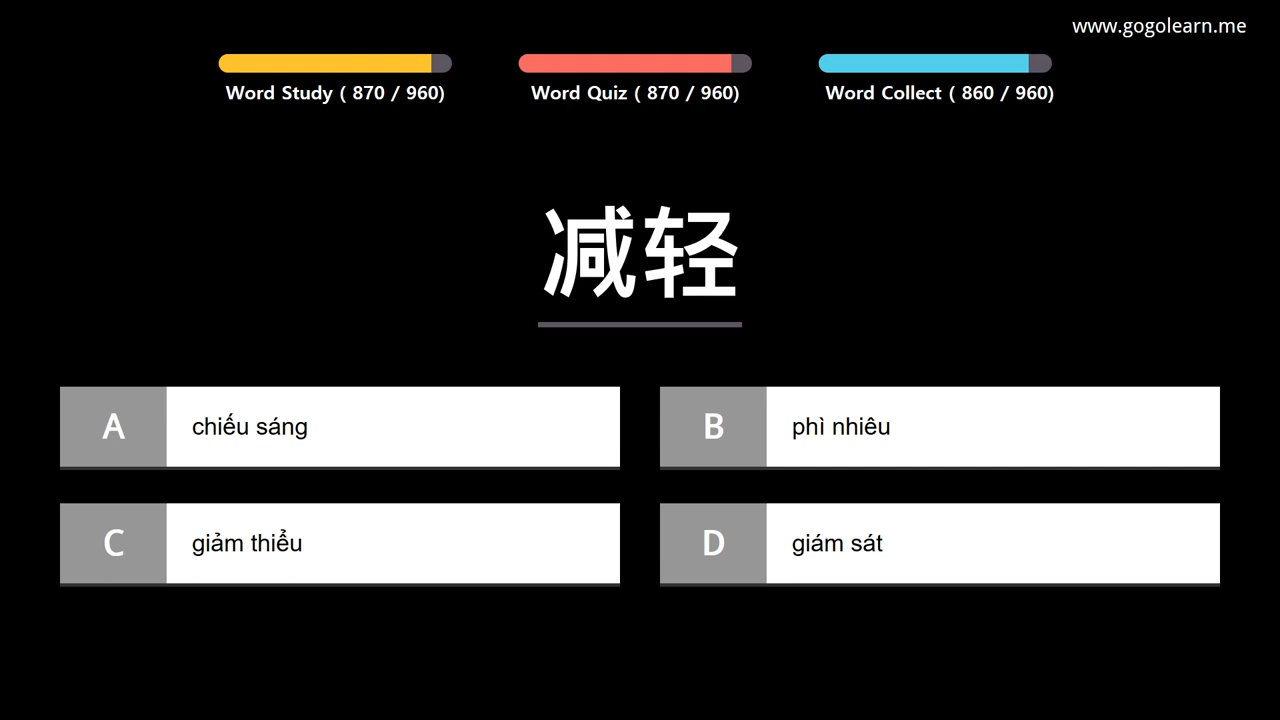 www.gogolearn.me
Word Study ( 870 / 960)
Word Quiz ( 870 / 960)
Word Collect ( 860 / 960)
减轻
A chiếu sáng
B phì nhiêu
C giảm thiểu
D giám sát